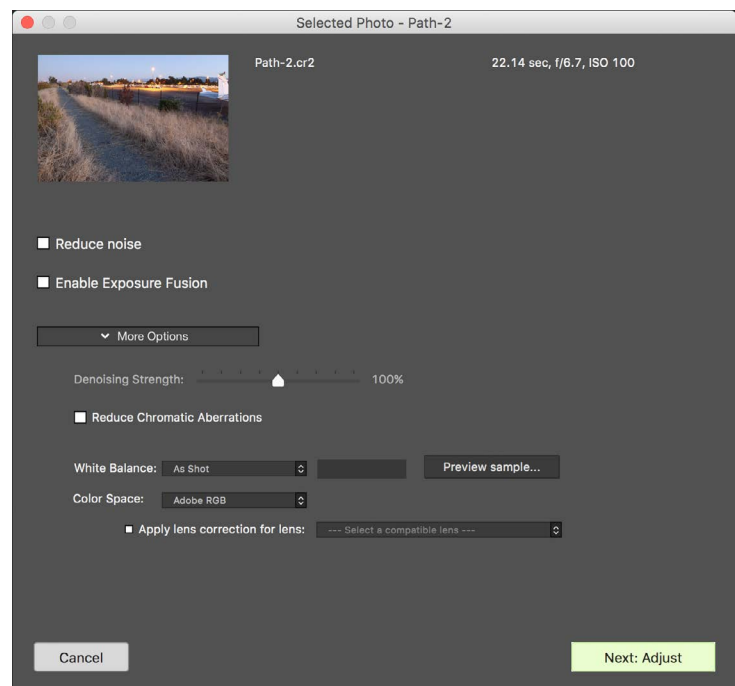 Selected Photo - Path-2
Path-2.cr2 22.14 sec, f/6.7, ISO 100
Reduce noise
Enable Exposure Fusion
More Options
Denoising Strength: 100%
Reduce Chromatic Aberrations
White Balance: As Shot Preview sample...
Color Space: Adobe RGB
Apply lens correction for lens: --- Select a compatible lens ---
Cancel Next: Adjust